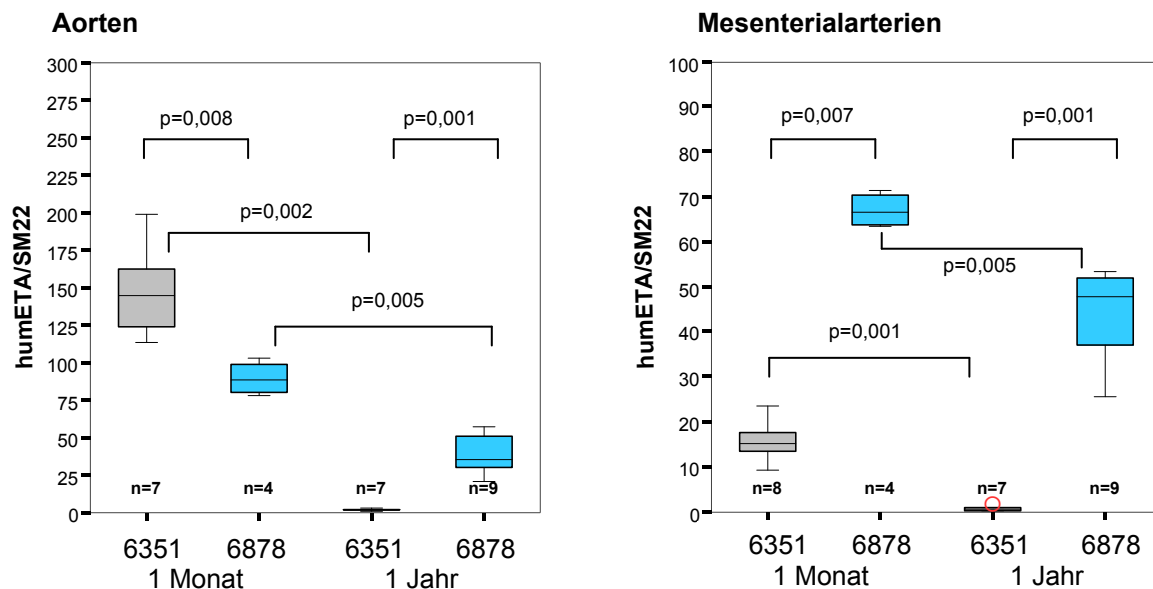 Aorten
300
275
250
225
200
175
150
125
100
75
50
25
0
humETA/SM22
p=0,008
p=0,001
p=0,002
p=0,005
n=7 n=4 n=7 n=9
6351 6878 6351 6878
1 Monat 1 Jahr
Mesenterialarterien
100
90
80
70
60
50
40
30
20
10
0
humETA/SM22
p=0,007
p=0,001
p=0,005
p=0,001
n=8 n=4 n=7 n=9
6351 6878 6351 6878
1 Monat 1 Jahr